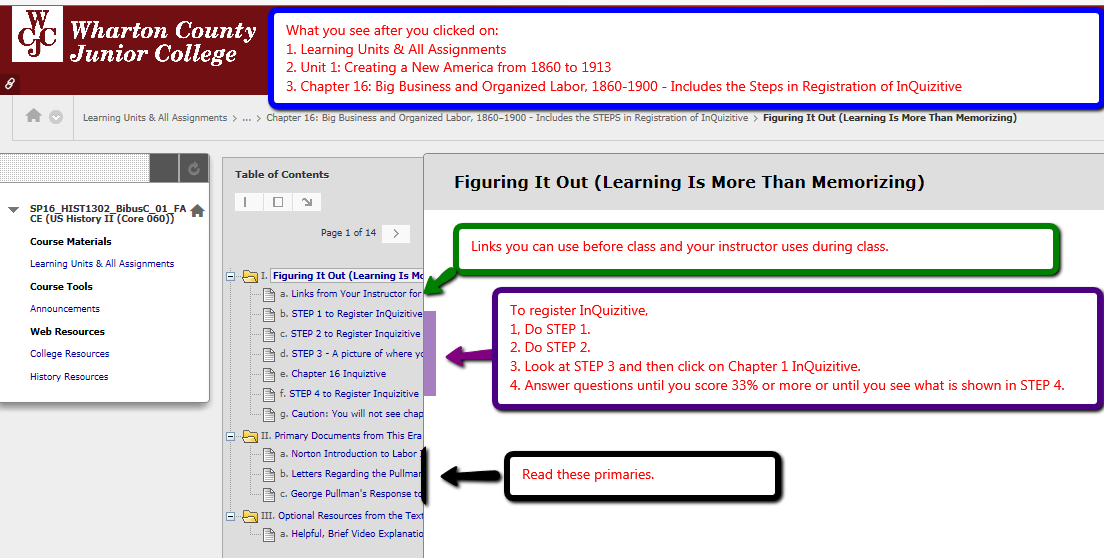 WCJC
Wharton County
Junior College
What you see after you clicked on:
1. Learning Units & All Assignments
2. Unit 1: Creating a New America from 1860 to 1913
3. Chapter 16: Big Business and Organized Labor, 1860-1900 - Includes the Steps in Registration of InQuizitive
Learning Units & All Assignments > ... > Chapter 16: Big Business and Organized Labor, 1860–1900 - Includes the STEPS in Registration of InQuizitive > Figuring It Out (Learning Is More Than Memorizing)
SP16_HIST1302_BibusC_01_FA
CE (US History II (Core 060))
Course Materials
Learning Units & All Assignments
Course Tools
Announcements
Web Resources
College Resources
History Resources
Table of Contents
Page 1 of 14 >
I. Figuring It Out (Learning Is Mo
a. Links from Your Instructor for
b. STEP 1 to Register InQuizitive
c. STEP 2 to Register Inquizitive
d. STEP 3 - A picture of where yo
e. Chapter 16 Inquiztive
f. STEP 4 to Register Inquizitive
g. Caution: You will not see chap
II. Primary Documents from This Era
a. Norton Introduction to Labor I
b. Letters Regarding the Pullman
c. George Pullman's Response to
III. Optional Resources from the Text
a. Helpful, Brief Video Explanatio
Figuring It Out (Learning Is More Than Memorizing)
Links you can use before class and your instructor uses during class.
To register InQuizitive,
1, Do STEP 1.
2. Do STEP 2.
3. Look at STEP 3 and then click on Chapter 1 InQuizitive.
4. Answer questions until you score 33% or more or until you see what is shown in STEP 4.
Read these primaries.